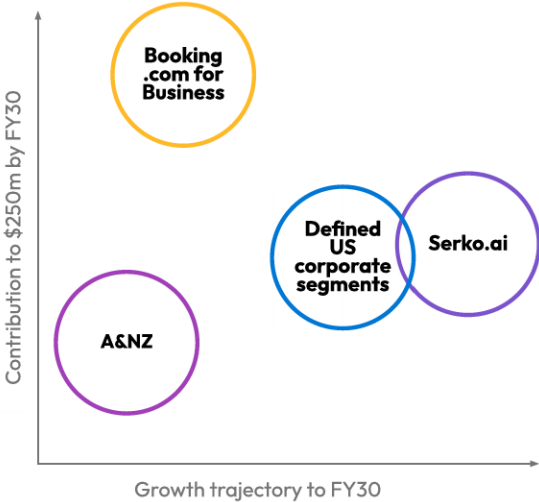 Contribution to $250m by FY30
Booking
.com for
Business
Defined
US
corporate
segments
Serko.ai
A&NZ
Growth trajectory to FY30